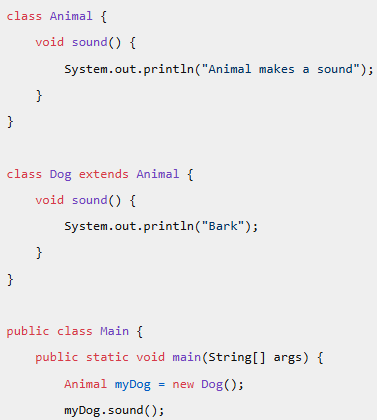 class Animal {
    void sound() {
        System.out.println("Animal makes a sound");
    }
}

class Dog extends Animal {
    void sound() {
        System.out.println("Bark");
    }
}

public class Main {
    public static void main(String[] args) {
        Animal myDog = new Dog();
        myDog.sound();